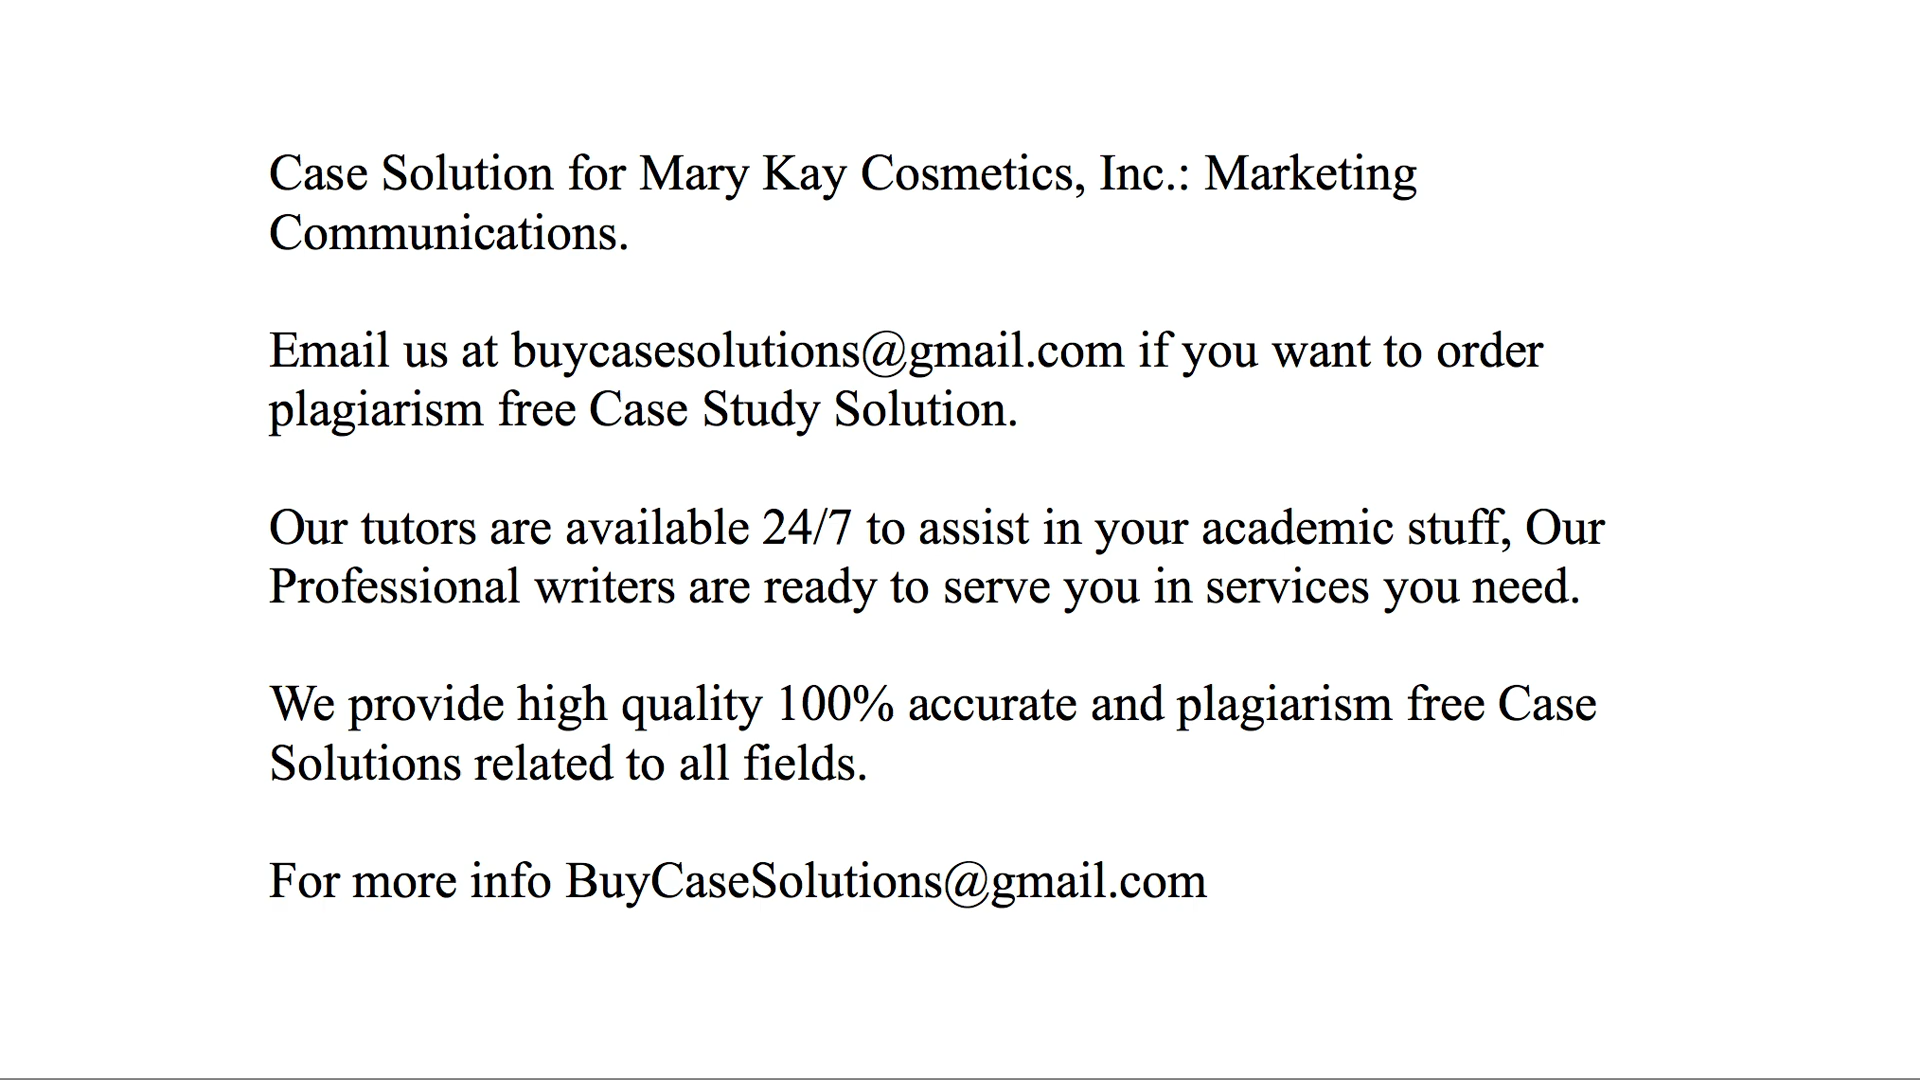 Case Solution for Mary Kay Cosmetics, Inc.: Marketing
Communications.
Email us at buycasesolutions@gmail.com if you want to order
plagiarism free Case Study Solution.
Our tutors are available 24/7 to assist in your academic stuff, Our
Professional writers are ready to serve you in services you need.
We provide high quality 100% accurate and plagiarism free Case
Solutions related to all fields.
For more info BuyCaseSolutions@gmail.com